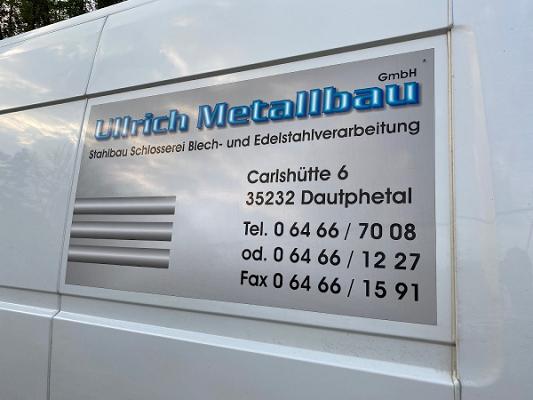 Ullrich Metallbau GmbH
Stahlbau Schlosserei Blech- und Edelstahlverarbeitung
Carlshütte 6
35232 Dautphetal
Tel. 0 64 66 / 70 08
od. 0 64 66 / 12 27
Fax 0 64 66 / 15 91